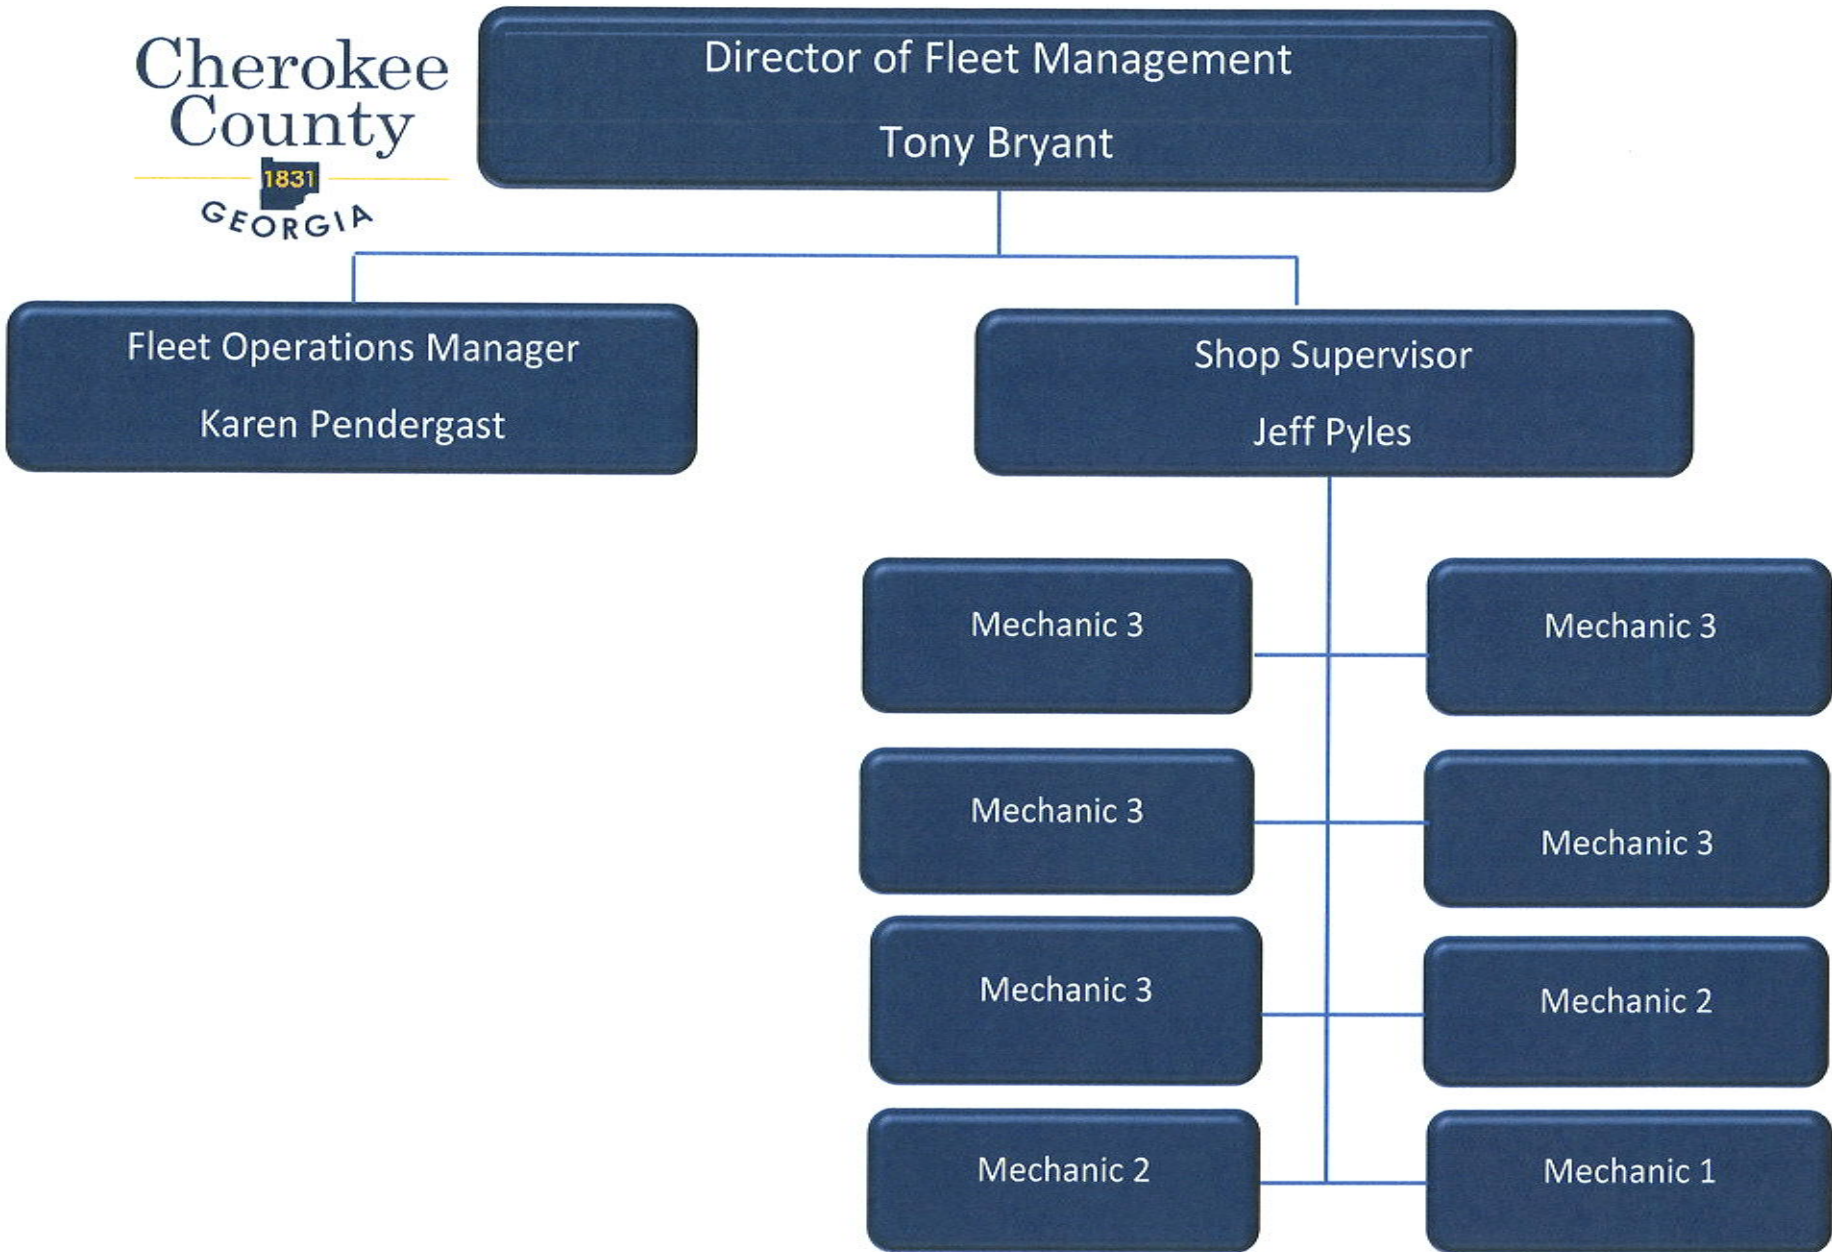 Cherokee
County
1831
GEORGIA
Director of Fleet Management
Tony Bryant
Fleet Operations Manager
Karen Pendergast
Shop Supervisor
Jeff Pyles
Mechanic 3
Mechanic 3
Mechanic 3
Mechanic 3
Mechanic 3
Mechanic 2
Mechanic 2
Mechanic 1